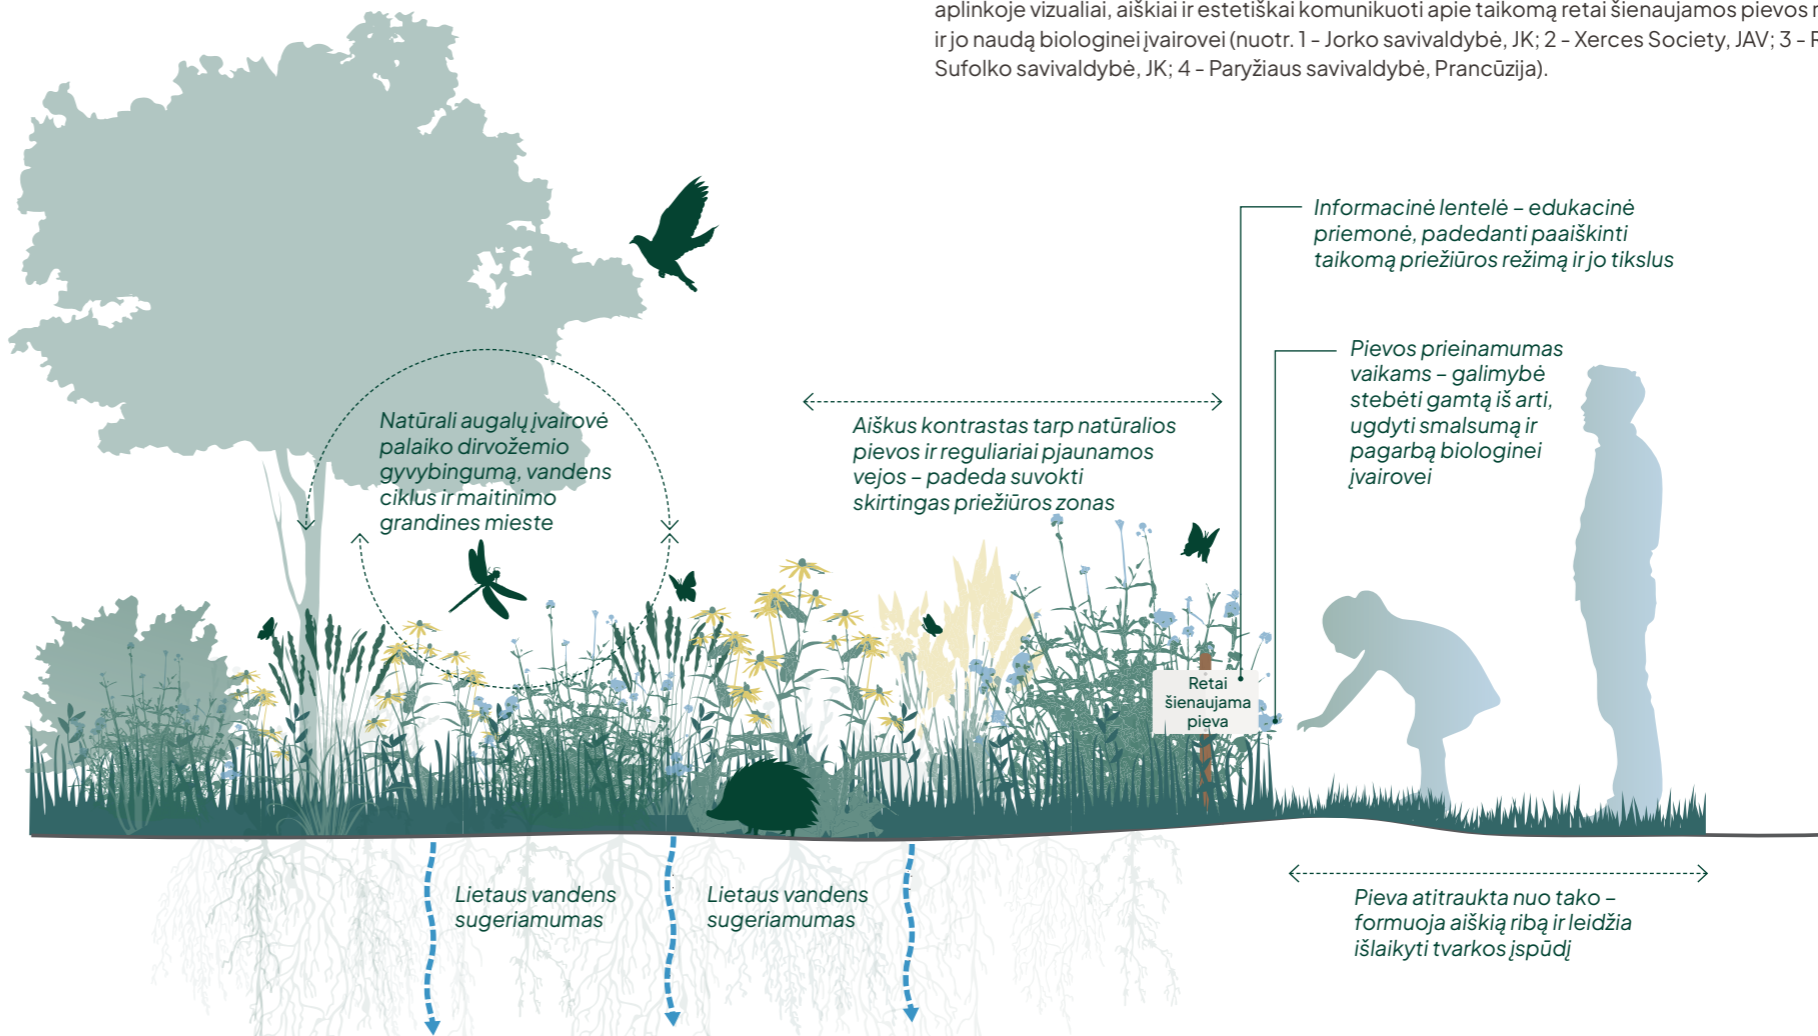 aplinkoje vizualiai, aiškiai ir estetiškai komunikuoti apie taikomą retai šienaujamos pievos
ir jo naudą biologinei įvairovei (nuotr. 1 - Jorko savivaldybė, JK; 2 - Xerces Society, JAV; 3 -
Sufolko savivaldybė, JK; 4 - Paryžiaus savivaldybė, Prancūzija).
Informacinė lentelė – edukacinė
priemonė, padedanti paaiškinti
taikomą priežiūros režimą ir jo tikslus
Pievos prieinamumas
vaikams – galimybė
stebėti gamtą iš arti,
ugdyti smalsumą ir
pagarbą biologinei
įvairovei
Natūrali augalų įvairovė
palaiko dirvožemio
gyvybingumą, vandens
ciklus ir maitinimo
grandines mieste
Aiškus kontrastas tarp natūralios
pievos ir reguliariai pjaunamos
vejos – padeda suvokti
skirtingas priežiūros zonas
Retai
šienaujama
pieva
Lietaus vandens
sugeriamumas
Lietaus vandens
sugeriamumas
Pieva atitraukta nuo tako –
formuoja aiškią ribą ir leidžia
išlaikyti tvarkos įspūdį